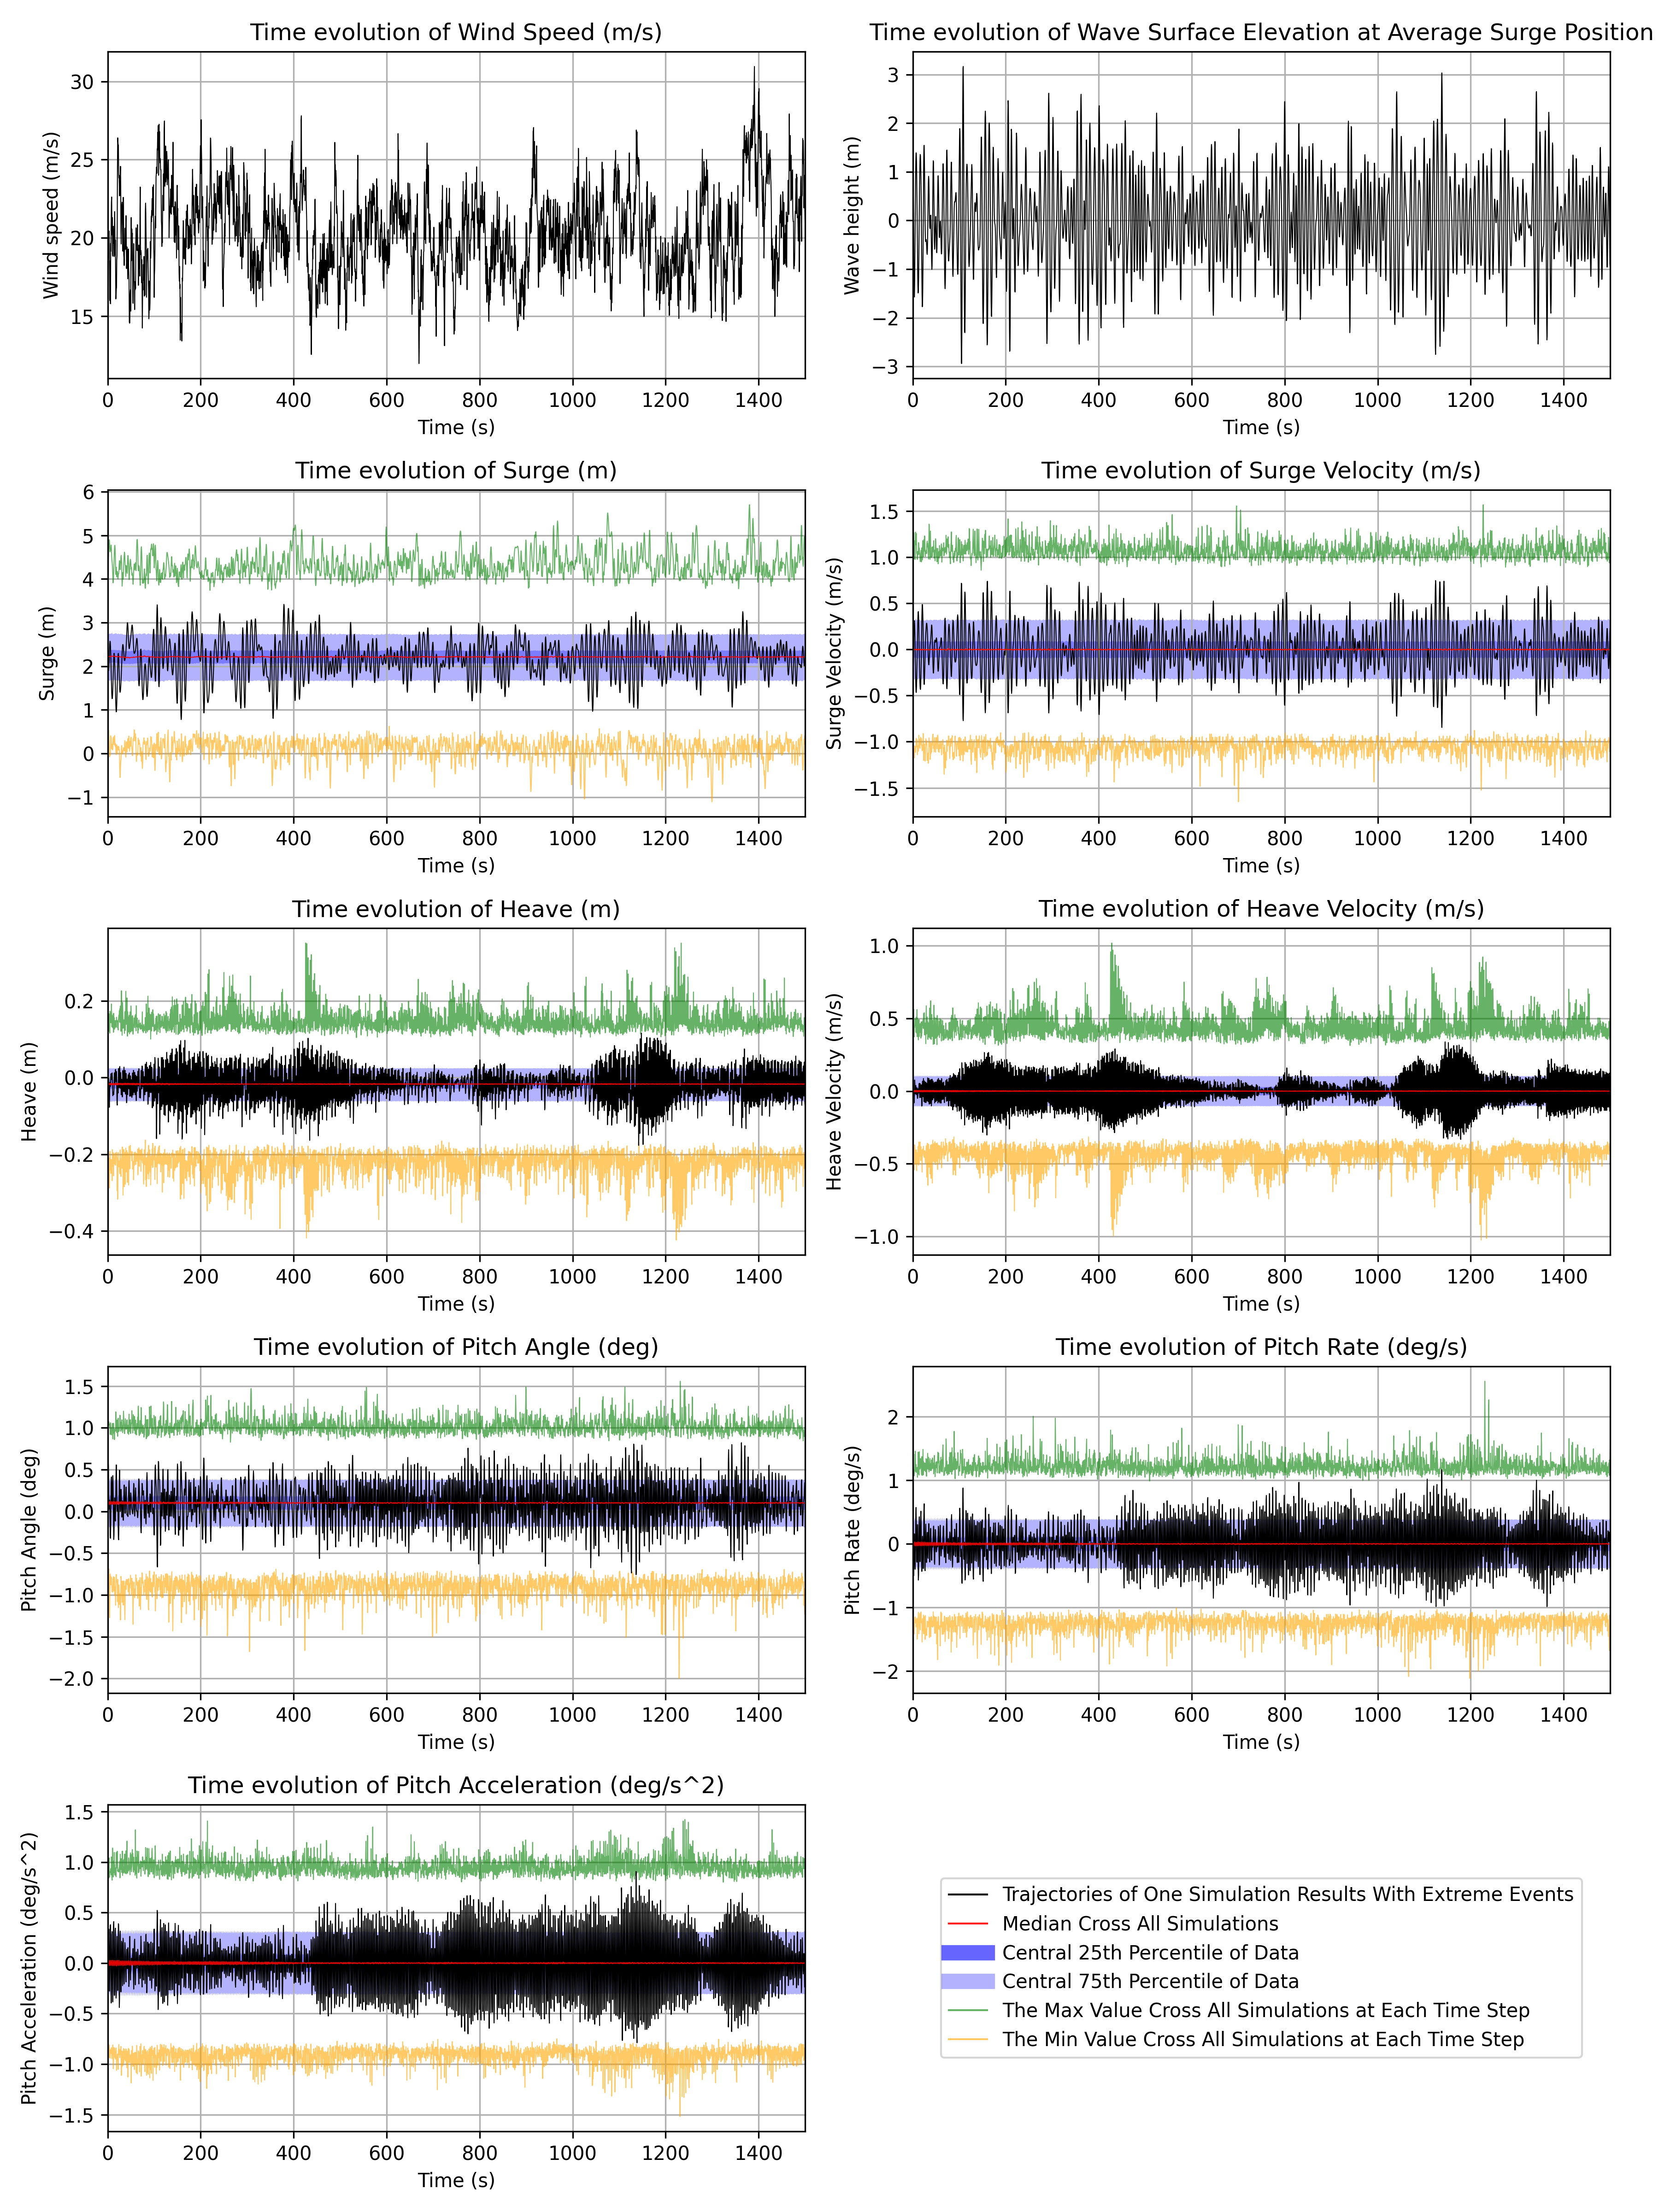 Time evolution of Wind Speed (m/s)
Wind speed (m/s)
30
25
20
15
0 200 400 600 800 1000 1200 1400
Time (s)
Time evolution of Wave Surface Elevation at Average Surge Position
Wave height (m)
3
2
1
0
−1
−2
−3
0 200 400 600 800 1000 1200 1400
Time (s)
Time evolution of Surge (m)
Surge (m)
6
5
4
3
2
1
0
−1
0 200 400 600 800 1000 1200 1400
Time (s)
Time evolution of Surge Velocity (m/s)
Surge Velocity (m/s)
1.5
1.0
0.5
0.0
−0.5
−1.0
−1.5
0 200 400 600 800 1000 1200 1400
Time (s)
Time evolution of Heave (m)
Heave (m)
0.2
0.0
−0.2
−0.4
0 200 400 600 800 1000 1200 1400
Time (s)
Time evolution of Heave Velocity (m/s)
Heave Velocity (m/s)
1.0
0.5
0.0
−0.5
−1.0
0 200 400 600 800 1000 1200 1400
Time (s)
Time evolution of Pitch Angle (deg)
Pitch Angle (deg)
1.5
1.0
0.5
0.0
−0.5
−1.0
−1.5
−2.0
0 200 400 600 800 1000 1200 1400
Time (s)
Time evolution of Pitch Rate (deg/s)
Pitch Rate (deg/s)
2
1
0
−1
−2
0 200 400 600 800 1000 1200 1400
Time (s)
Time evolution of Pitch Acceleration (deg/s^2)
Pitch Acceleration (deg/s^2)
1.5
1.0
0.5
0.0
−0.5
−1.0
−1.5
0 200 400 600 800 1000 1200 1400
Time (s)
Trajectories of One Simulation Results With Extreme Events
Median Cross All Simulations
Central 25th Percentile of Data
Central 75th Percentile of Data
The Max Value Cross All Simulations at Each Time Step
The Min Value Cross All Simulations at Each Time Step